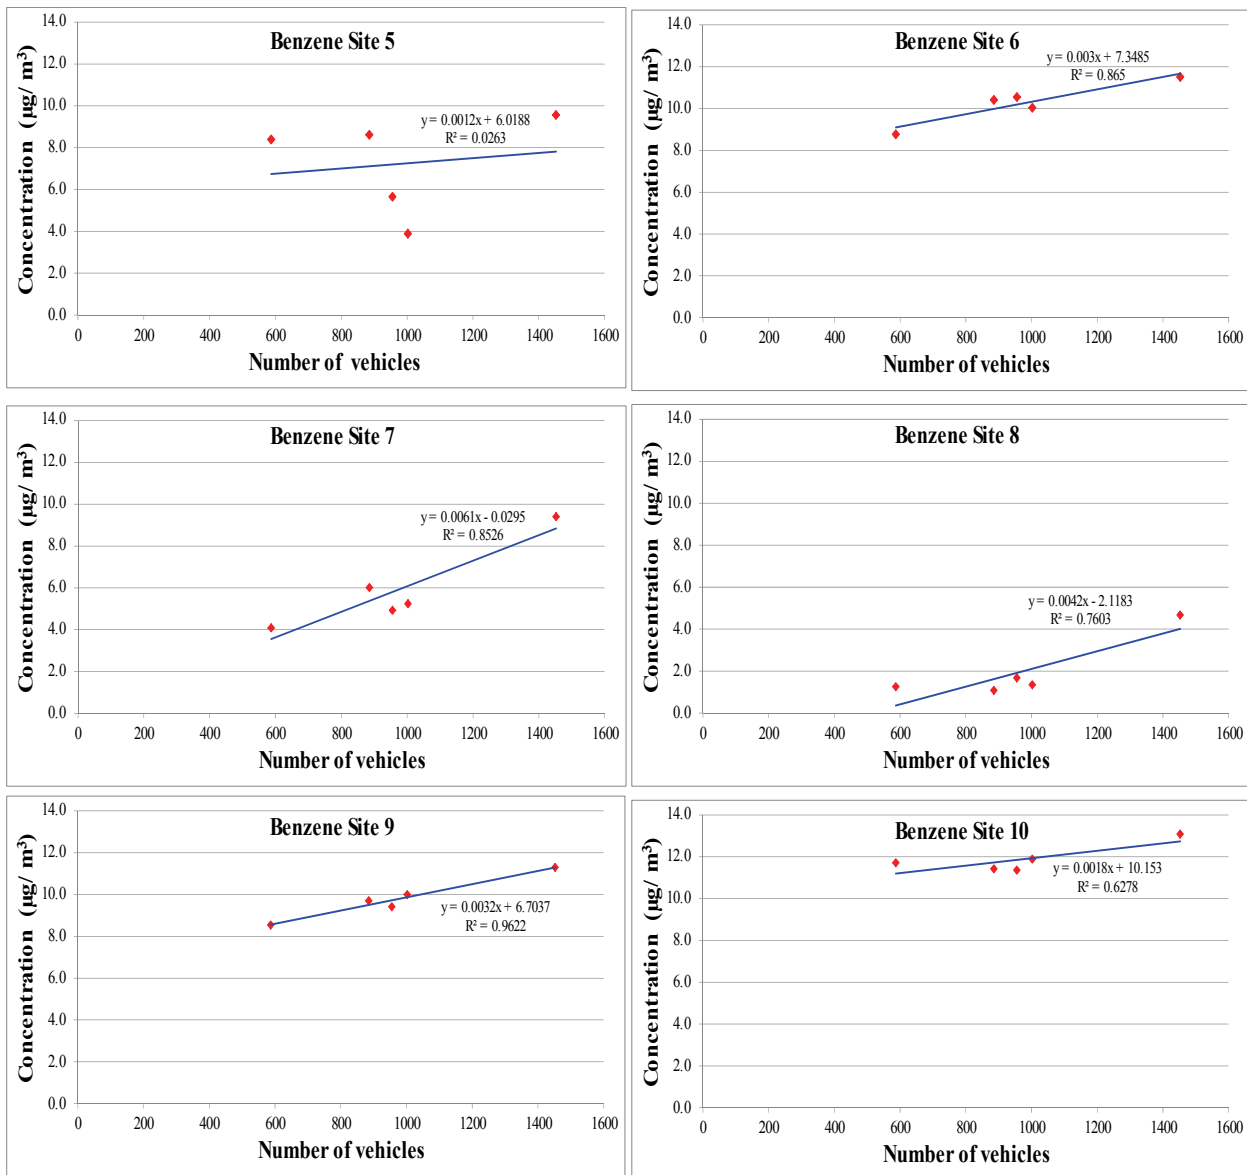 Benzene Site 5
Concentration (µg/ m³)
14.0
12.0
10.0
8.0
6.0
4.0
2.0
0.0
y = 0.0012x + 6.0188
R² = 0.0263
0 200 400 600 800 1000 1200 1400 1600
Number of vehicles
Benzene Site 6
Concentration (µg/ m³)
14.0
12.0
10.0
8.0
6.0
4.0
2.0
0.0
y = 0.003x + 7.3485
R² = 0.865
0 200 400 600 800 1000 1200 1400 1600
Number of vehicles
Benzene Site 7
Concentration (µg/ m³)
14.0
12.0
10.0
8.0
6.0
4.0
2.0
0.0
y = 0.0061x - 0.0295
R² = 0.8526
0 200 400 600 800 1000 1200 1400 1600
Number of vehicles
Benzene Site 8
Concentration (µg/ m³)
14.0
12.0
10.0
8.0
6.0
4.0
2.0
0.0
y = 0.0042x - 2.1183
R² = 0.7603
0 200 400 600 800 1000 1200 1400 1600
Number of vehicles
Benzene Site 9
Concentration (µg/ m³)
14.0
12.0
10.0
8.0
6.0
4.0
2.0
0.0
y = 0.0032x + 6.7037
R² = 0.9622
0 200 400 600 800 1000 1200 1400 1600
Number of vehicles
Benzene Site 10
Concentration (µg/ m³)
14.0
12.0
10.0
8.0
6.0
4.0
2.0
0.0
y = 0.0018x + 10.153
R² = 0.6278
0 200 400 600 800 1000 1200 1400 1600
Number of vehicles